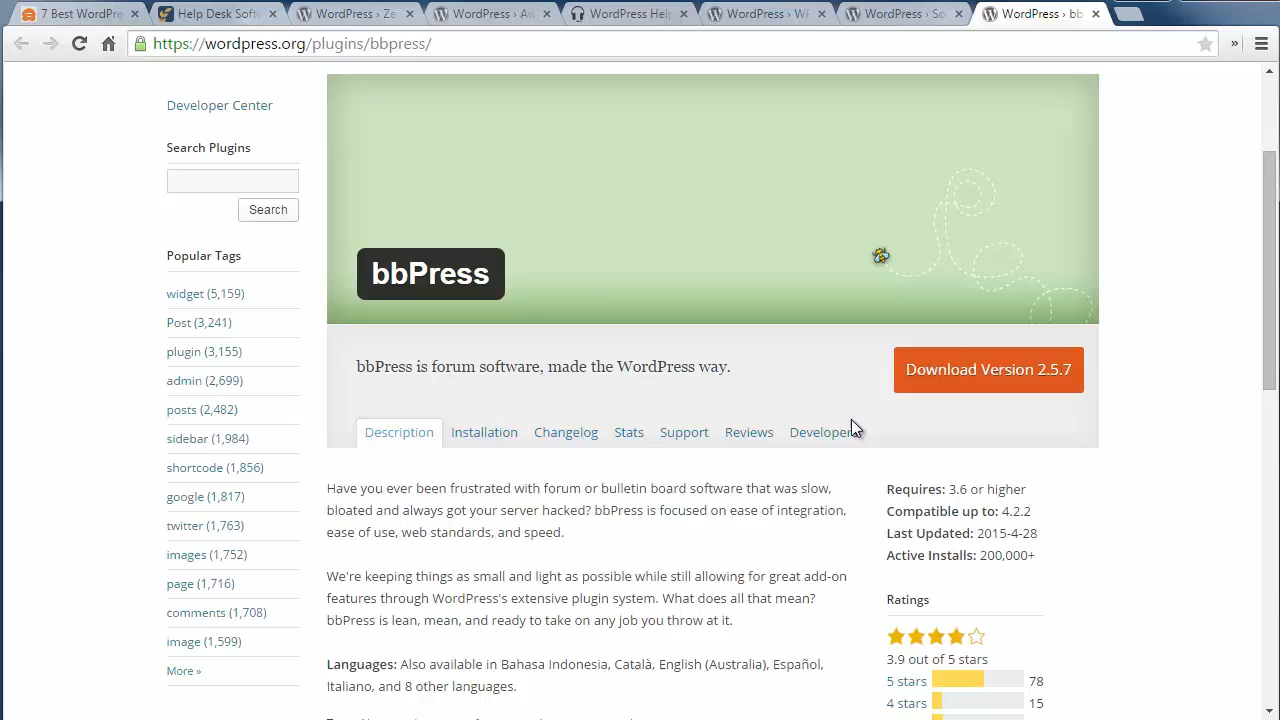 7 Best WordPre
Help Desk Softw
WordPress › Ze
WordPress › Aw
WordPress Help
WordPress › WP
WordPress › So
WordPress › bb
https://wordpress.org/plugins/bbpress/
Developer Center
Search Plugins
Search
Popular Tags
widget (5,159)
Post (3,241)
plugin (3,155)
admin (2,699)
posts (2,482)
sidebar (1,984)
shortcode (1,856)
google (1,817)
twitter (1,763)
images (1,752)
page (1,716)
comments (1,708)
image (1,599)
More »
bbPress
bbPress is forum software, made the WordPress way.
Download Version 2.5.7
Description Installation Changelog Stats Support Reviews Developers
Have you ever been frustrated with forum or bulletin board software that was slow,
bloated and always got your server hacked? bbPress is focused on ease of integration,
ease of use, web standards, and speed.
We're keeping things as small and light as possible while still allowing for great add-on
features through WordPress's extensive plugin system. What does all that mean?
bbPress is lean, mean, and ready to take on any job you throw at it.
Languages: Also available in Bahasa Indonesia, Català, English (Australia), Español,
Italiano, and 8 other languages.
Requires: 3.6 or higher
Compatible up to: 4.2.2
Last Updated: 2015-4-28
Active Installs: 200,000+
Ratings
3.9 out of 5 stars
5 stars 78
4 stars 15